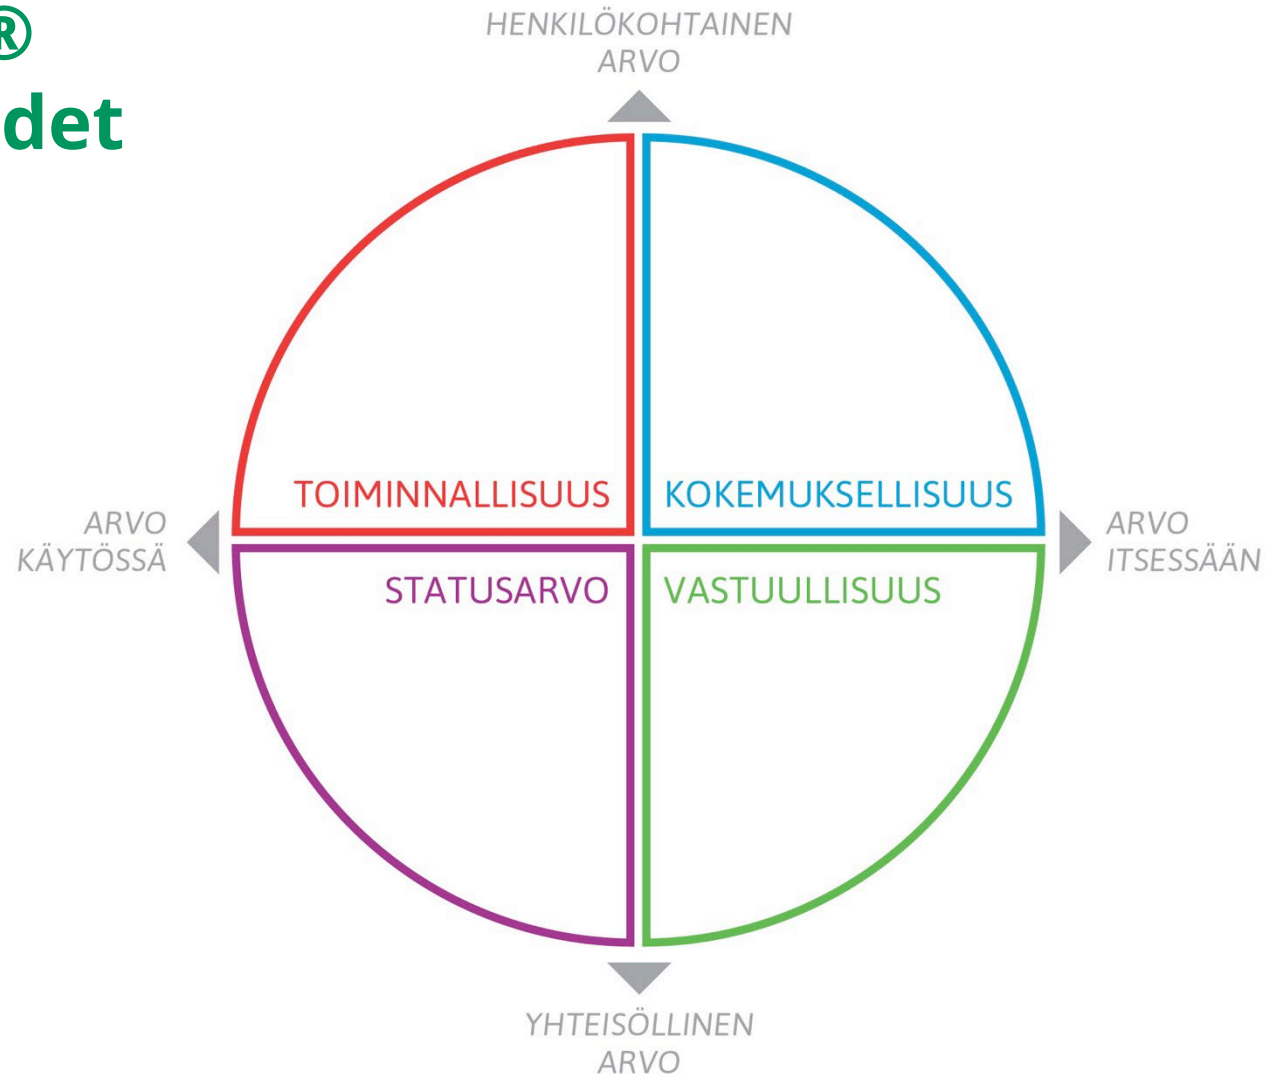 ®
det
HENKILÖKOHTAINEN
ARVO
TOIMINNALLISUUS
KOKEMUKSELLISUUS
ARVO
KÄYTÖSSÄ
ARVO
ITSESSÄÄN
STATUSARVO
VASTUULLISUUS
YHTEISÖLLINEN
ARVO